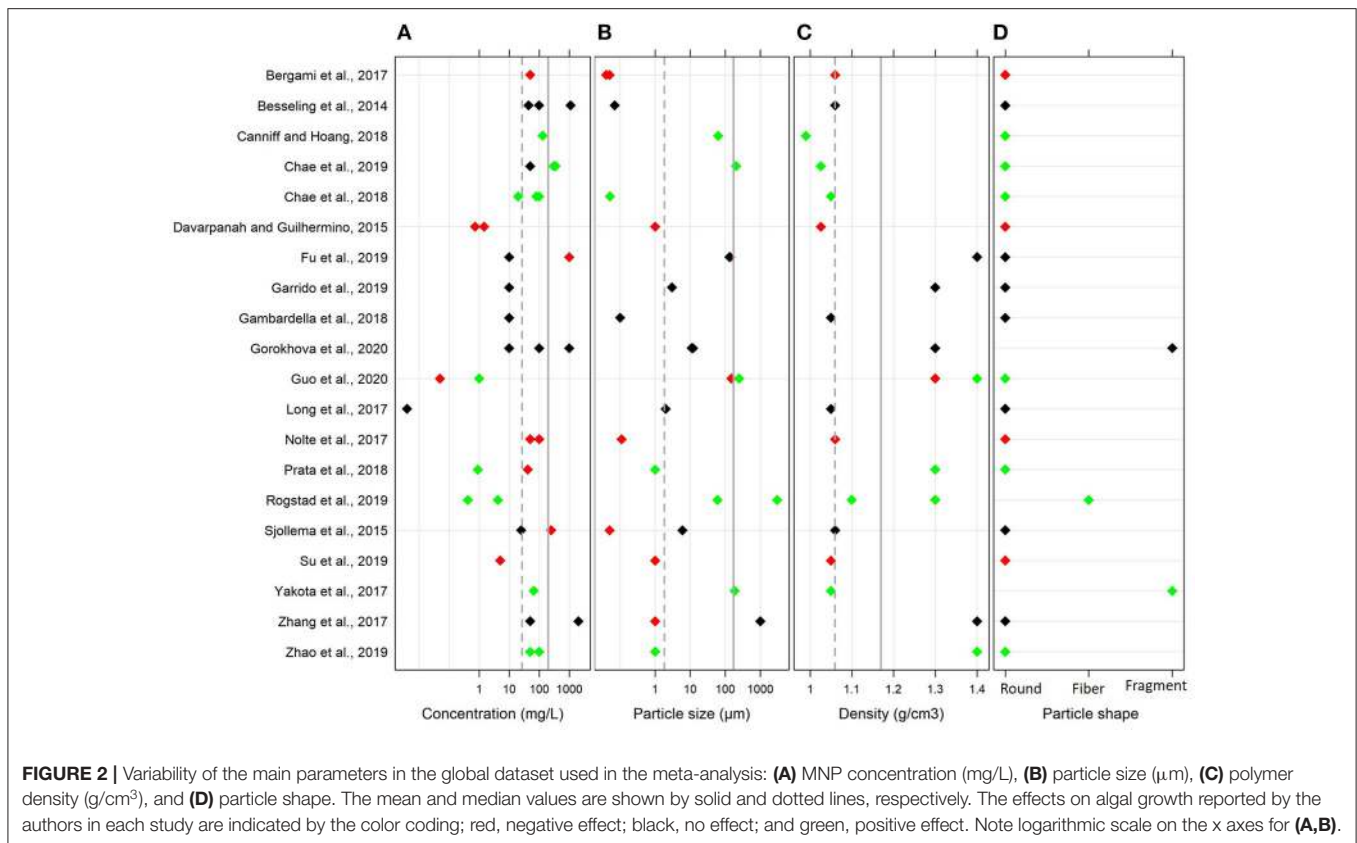 A B C D
Bergami et al., 2017
Besseling et al., 2014
Canniff and Hoang, 2018
Chae et al., 2019
Chae et al., 2018
Davarpanah and Guilhermino, 2015
Fu et al., 2019
Garrido et al., 2019
Gambardella et al., 2018
Gorokhova et al., 2020
Guo et al., 2020
Long et al., 2017
Nolte et al., 2017
Prata et al., 2018
Rogstad et al., 2019
Sjollema et al., 2015
Su et al., 2019
Yakota et al., 2017
Zhang et al., 2017
Zhao et al., 2019
1 10 100 1000 1 10 100 1000 1 1.1 1.2 1.3 1.4 Round Fiber Fragment
Concentration (mg/L) Particle size (µm) Density (g/cm3) Particle shape
FIGURE 2 | Variability of the main parameters in the global dataset used in the meta-analysis: (A) MNP concentration (mg/L), (B) particle size (µm), (C) polymer
density (g/cm³), and (D) particle shape. The mean and median values are shown by solid and dotted lines, respectively. The effects on algal growth reported by the
authors in each study are indicated by the color coding; red, negative effect; black, no effect; and green, positive effect. Note logarithmic scale on the x axes for (A,B).